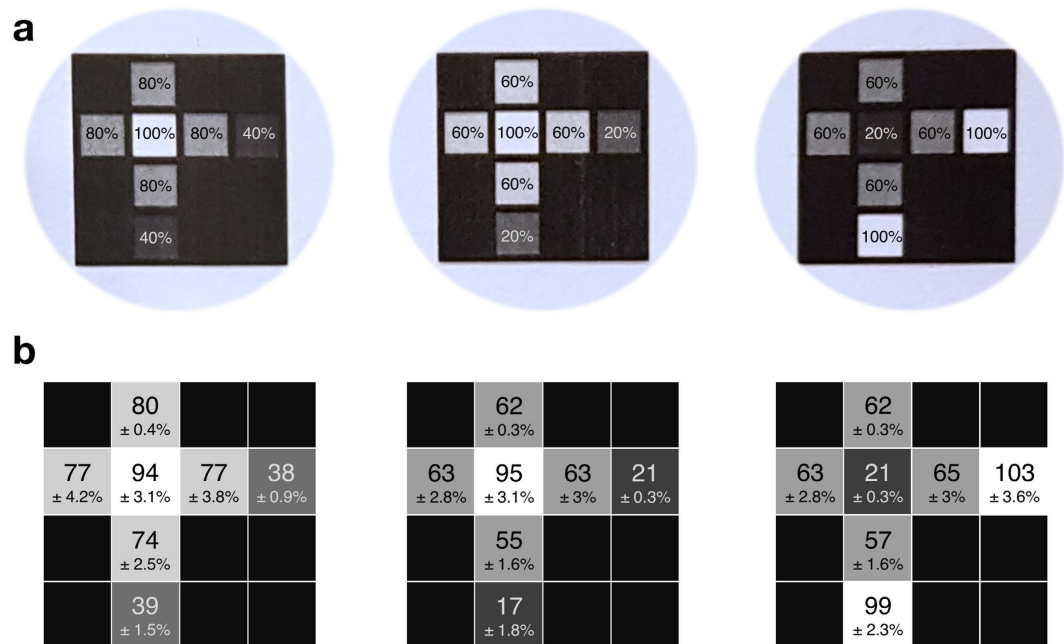 a
80%
60%
60%
80% 100% 80% 40%
60% 100% 60% 20%
60% 20% 60% 100%
80%
60%
60%
40%
20%
100%
b
80
± 0.4%
62
± 0.3%
62
± 0.3%
77 94 77 38
± 4.2% ± 3.1% ± 3.8% ± 0.9%
63 95 63 21
± 2.8% ± 3.1% ± 3% ± 0.3%
63 21 65 103
± 2.8% ± 0.3% ± 3% ± 3.6%
74
± 2.5%
55
± 1.6%
57
± 1.6%
39
± 1.5%
17
± 1.8%
99
± 2.3%